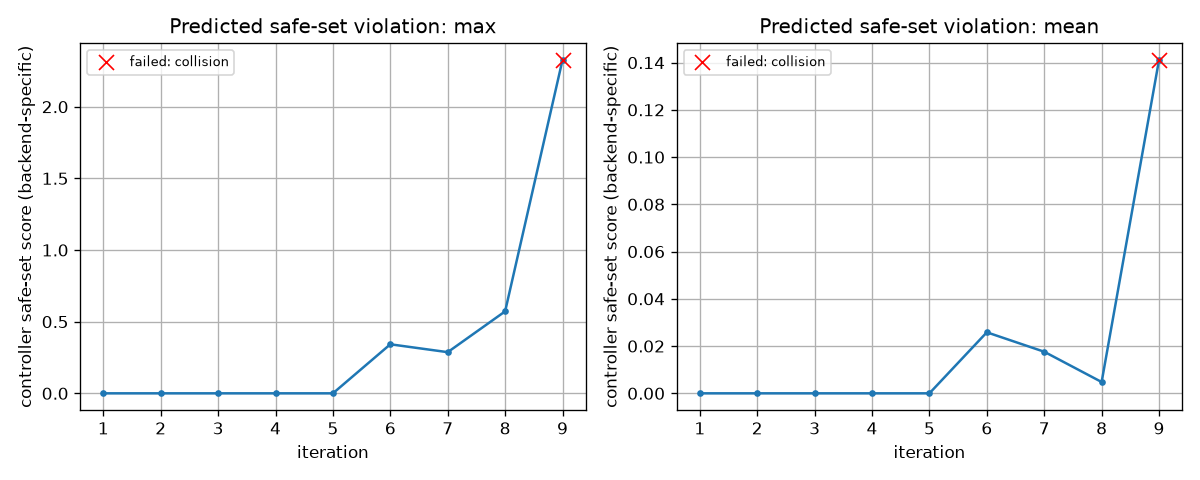 Predicted safe-set violation: max
failed: collision
controller safe-set score (backend-specific)
2.0
1.5
1.0
0.5
0.0
1 2 3 4 5 6 7 8 9
iteration
Predicted safe-set violation: mean
failed: collision
controller safe-set score (backend-specific)
0.14
0.12
0.10
0.08
0.06
0.04
0.02
0.00
1 2 3 4 5 6 7 8 9
iteration